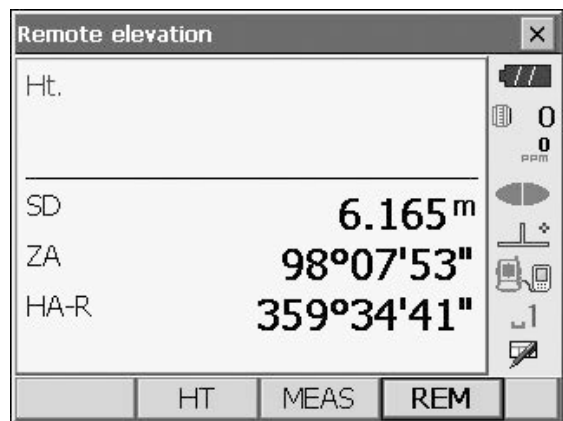 Remote elevation
Ht.
0
0
PPM
SD 6.165 m
ZA 98°07'53"
HA-R 359°34'41"
1
HT MEAS REM